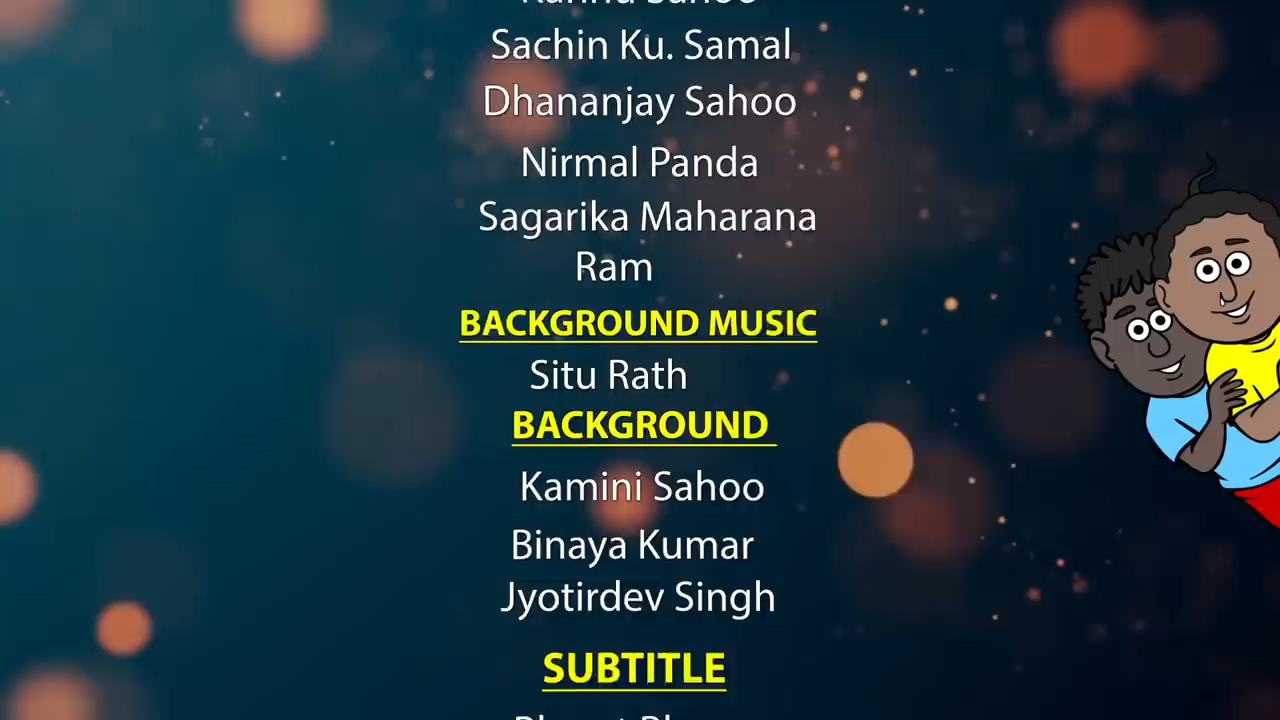 Sachin Ku. Samal
Dhananjay Sahoo
Nirmal Panda
Sagarika Maharana
Ram
BACKGROUND MUSIC
Situ Rath
BACKGROUND
Kamini Sahoo
Binaya Kumar
Jyotirdev Singh
SUBTITLE